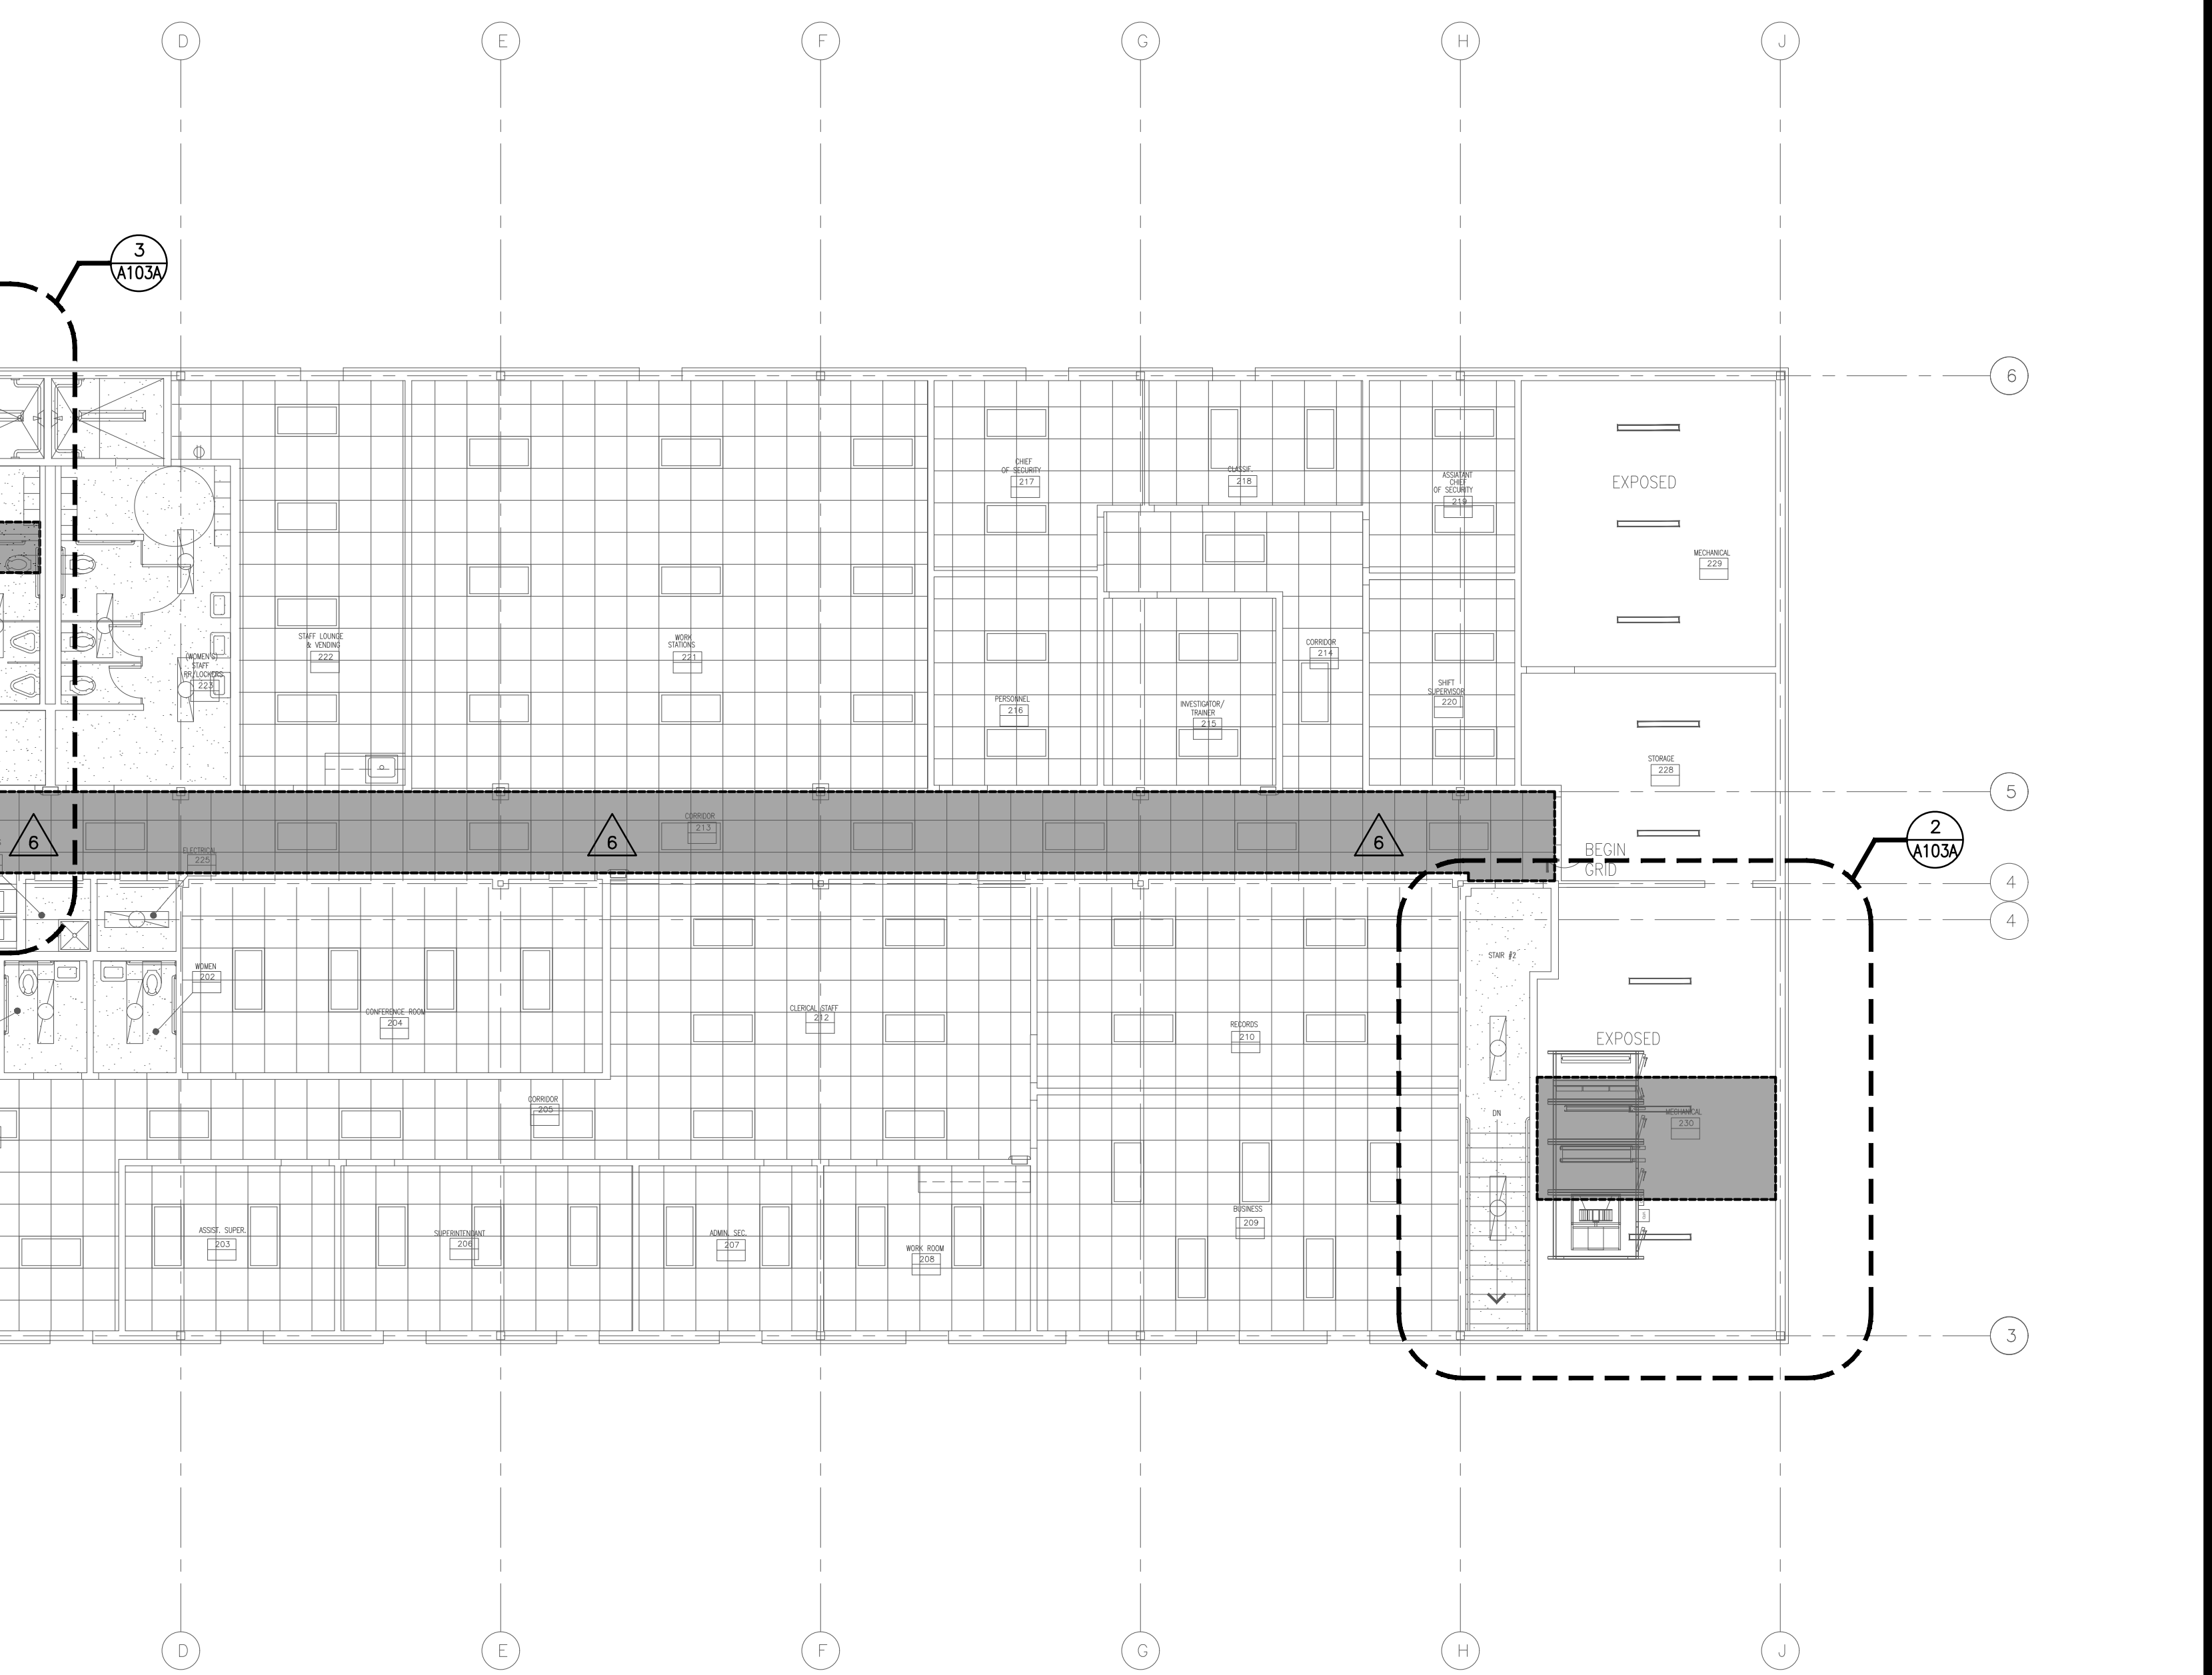 D
E
F
G
H
J
3
A103A
6
CHIEF
OF SECURITY
217
CLASSIF.
218
ASSIATANT
CHIEF
OF SECURITY
219
EXPOSED
MECHANICAL
229
STAFF LOUNGE
& VENDING
222
WORK
STATIONS
221
(WOMEN'S)
STAFF
RR/LOCKERS
223
CORRIDOR
214
PERSONNEL
216
INVESTIGATOR/
TRAINER
215
SHIFT
SUPERVISOR
220
STORAGE
228
5
6
6
6
CORRIDOR
213
ELECTRICAL
225
BEGIN
GRID
2
A103A
4
4
STAIR #2
WOMEN
202
CONFERENCE ROOM
204
CLERICAL STAFF
212
RECORDS
210
EXPOSED
CORRIDOR
205
DN
MECHANICAL
230
ASSIST. SUPER.
203
SUPERINTENDANT
206
ADMIN. SEC.
207
WORK ROOM
208
BUSINESS
209
3
D
E
F
G
H
J